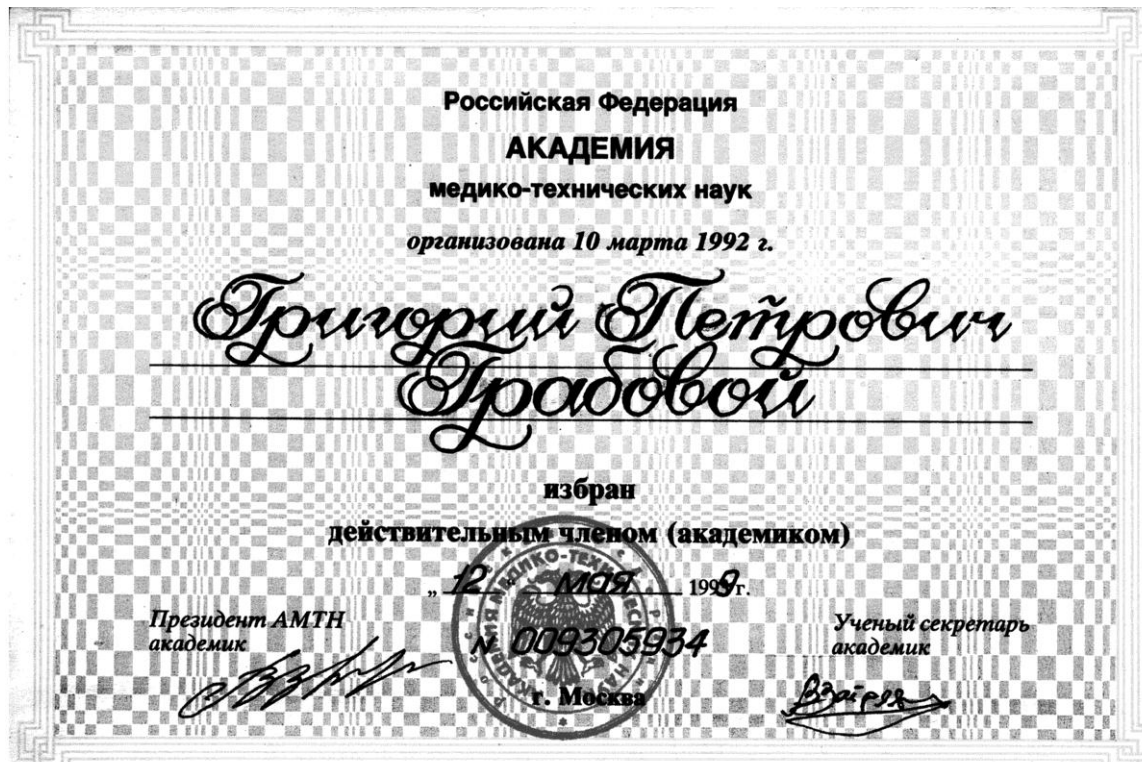 Российская Федерация
АКАДЕМИЯ
медико-технических наук
организована 10 марта 1992 г.
Григорий Петрович
Грабовой
избран
действительным членом (академиком)
„ 12 мая 1999г.
Президент АМТН
академик
Ученый секретарь
академик
N 009305934
г. Москва